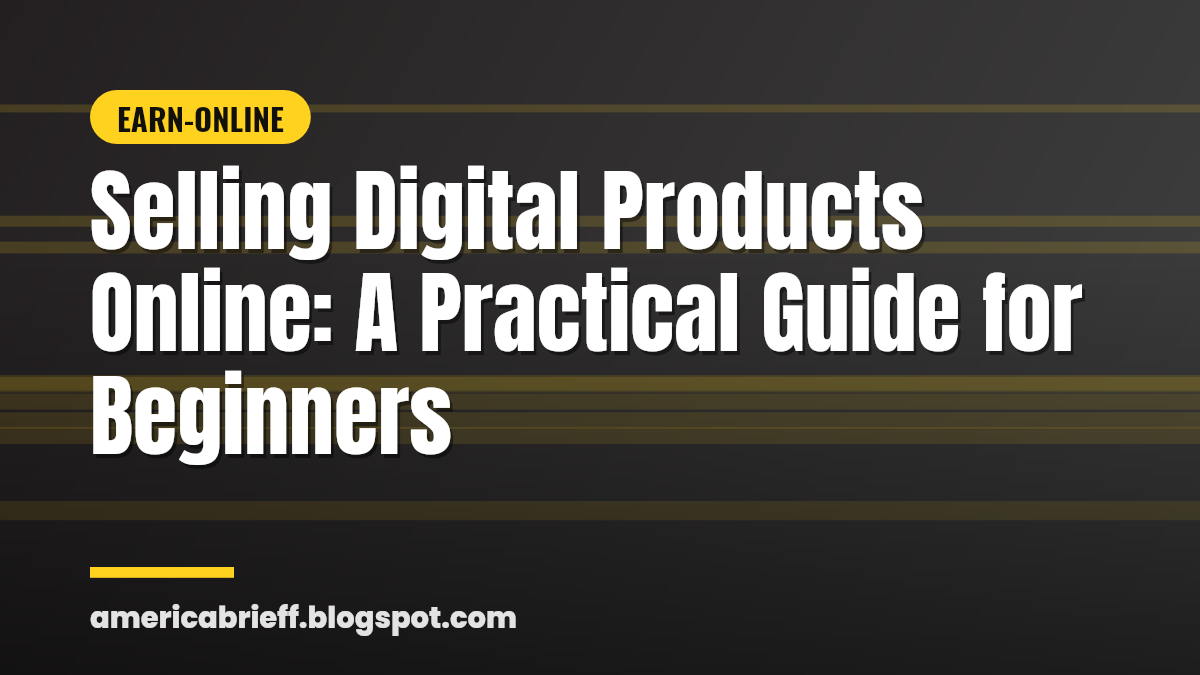 EARN-ONLINE
Selling Digital Products
Online: A Practical Guide for
Beginners
americabrieff.blogspot.com